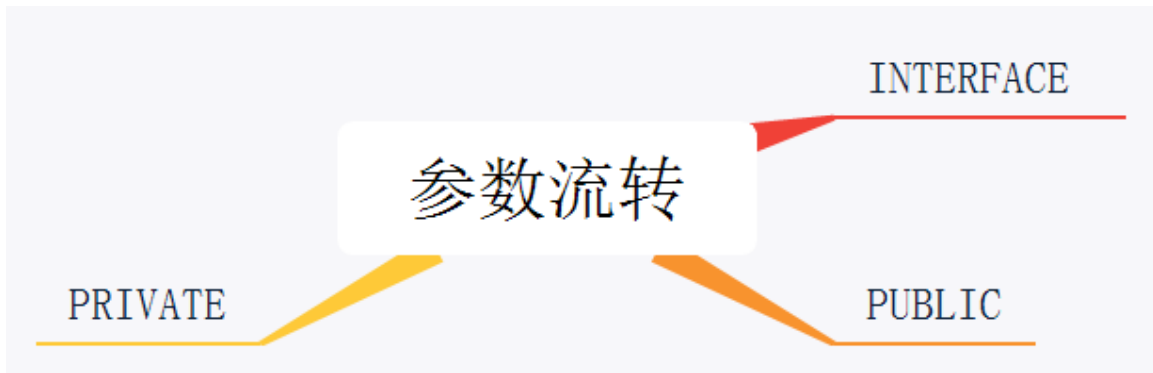 INTERFACE
参数流转
PRIVATE
PUBLIC